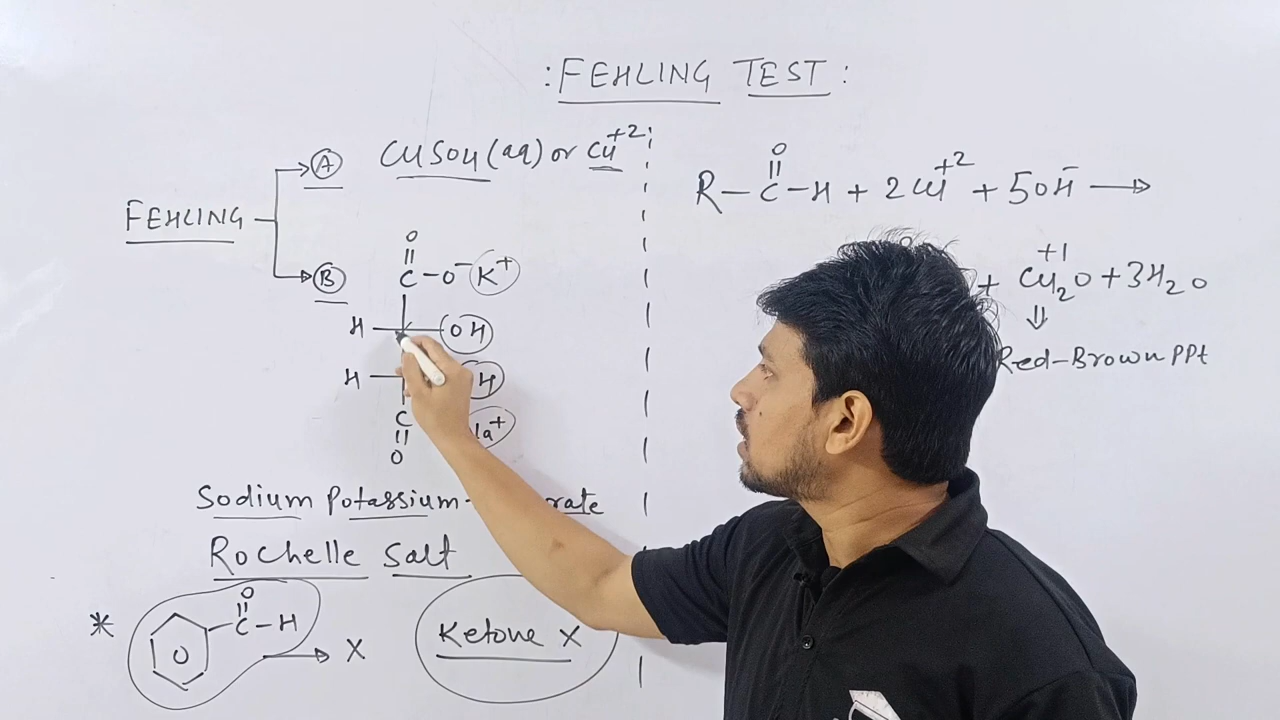 : FEHLING TEST :
FEHLING
A CuSO4 (aq) or Cu+2
B
O
C - O- K+
H OH
H H
C a+
O
Sodium Potassium-
Rochelle Salt
* O
C - H
O → X
Ketone X
O
R - C - H + 2Cu+2 + 5OH- →
+1
+ Cu2O + 3H2O
⇓
Red-Brown PPt